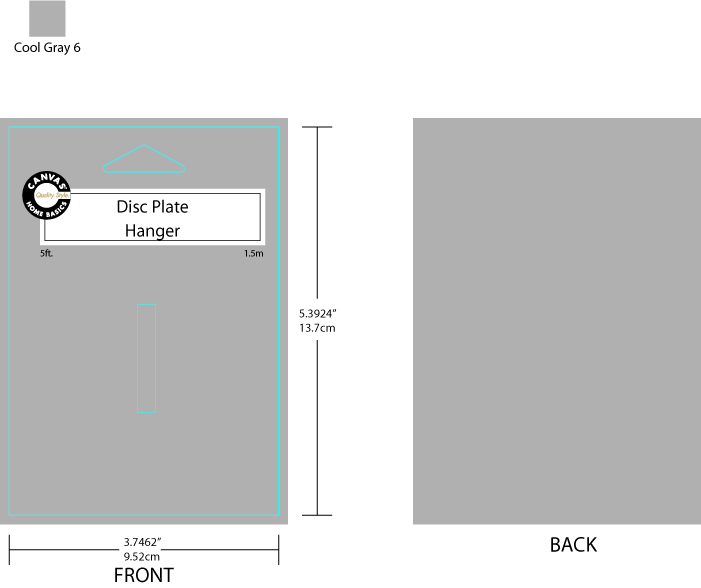 Cool Gray 6
CANVAS
Quality. Style.
HOME BASICS
Disc Plate
Hanger
5ft. 1.5m
5.3924”
13.7cm
3.7462”
9.52cm
FRONT
BACK